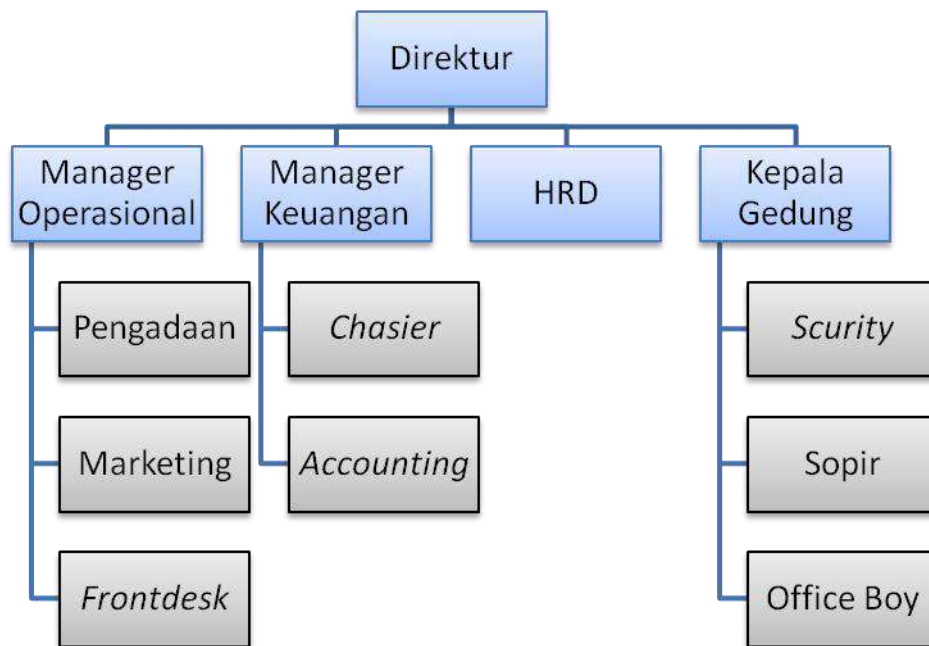 Direktur
Manager
Operasional
Manager
Keuangan
HRD
Kepala
Gedung
Pengadaan
Chasier
Scurity
Marketing
Accounting
Sopir
Frontdesk
Office Boy